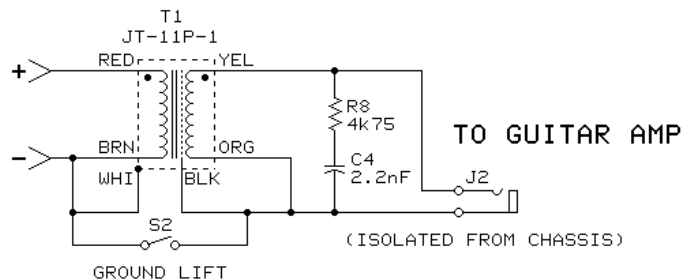 T1
JT-11P-1
RED YEL
+
R8
4k75
TO GUITAR AMP
- BRN ORG
C4
2.2nF
WHI BLK
J2
S2
(ISOLATED FROM CHASSIS)
GROUND LIFT